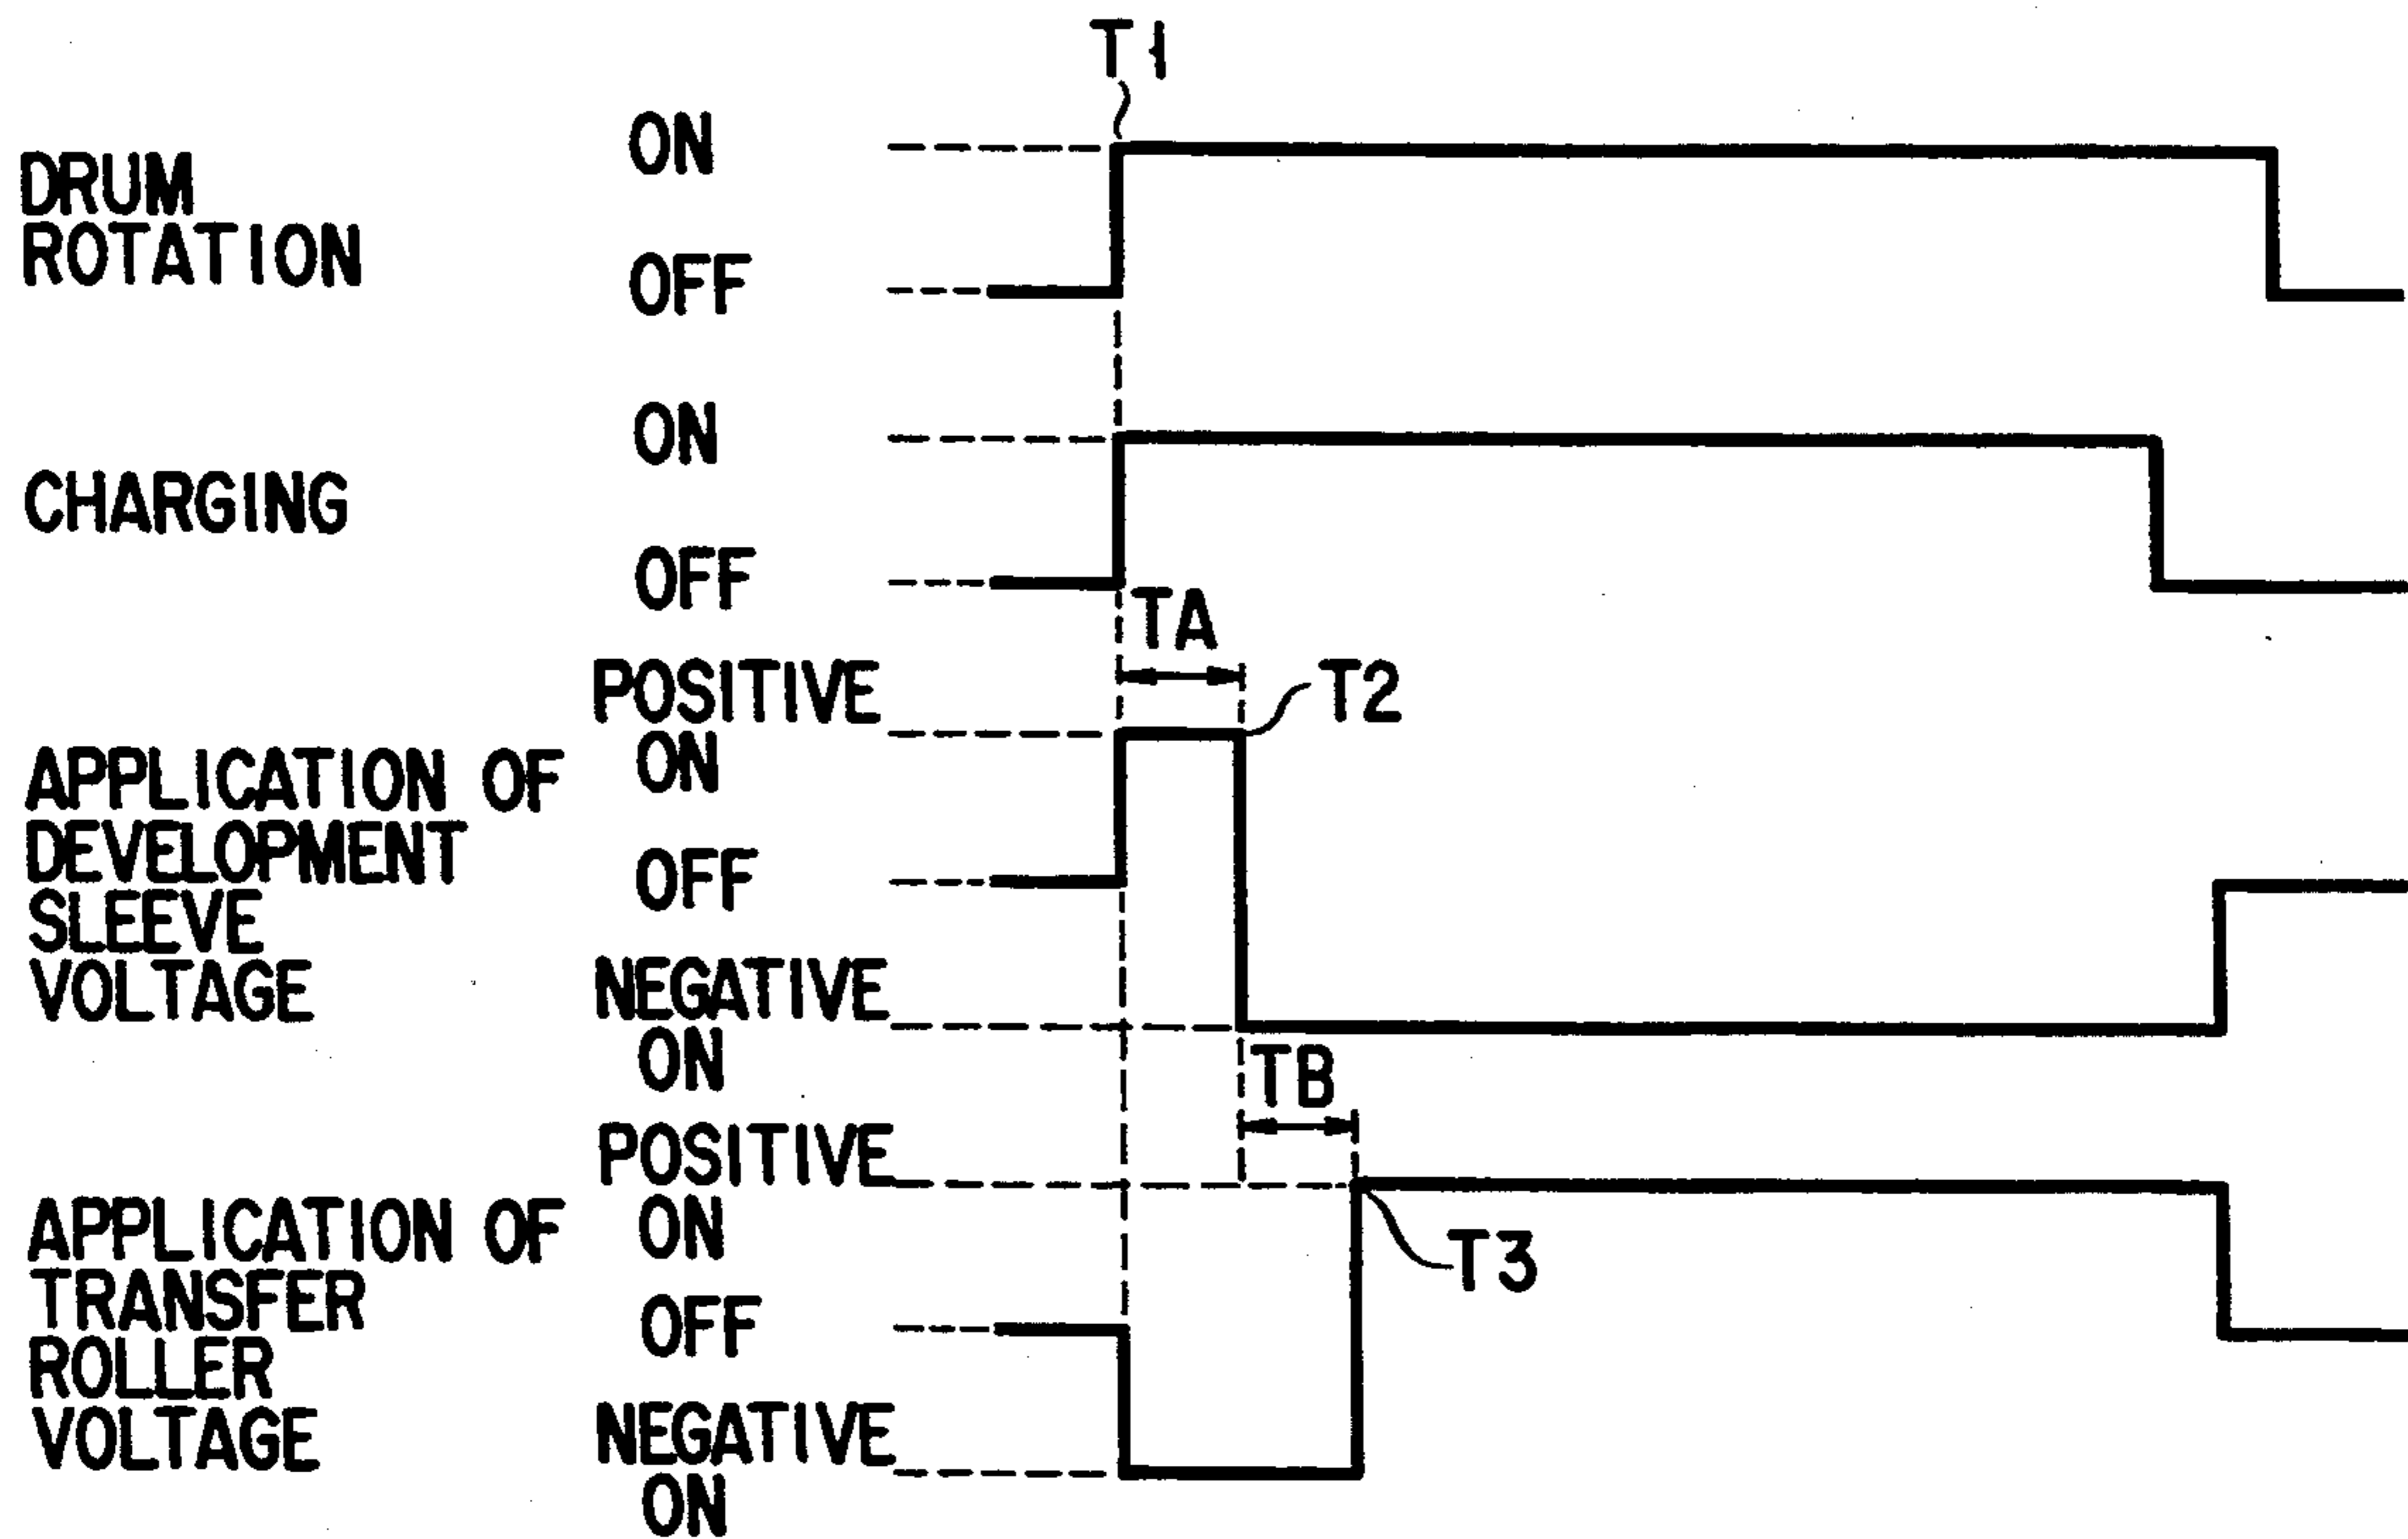 T1
DRUM
ROTATION
ON
OFF
CHARGING
ON
OFF
TA
T2
APPLICATION OF
DEVELOPMENT
SLEEVE
VOLTAGE
POSITIVE
ON
OFF
NEGATIVE
ON
TB
T3
APPLICATION OF
TRANSFER
ROLLER
VOLTAGE
POSITIVE
ON
OFF
NEGATIVE
ON